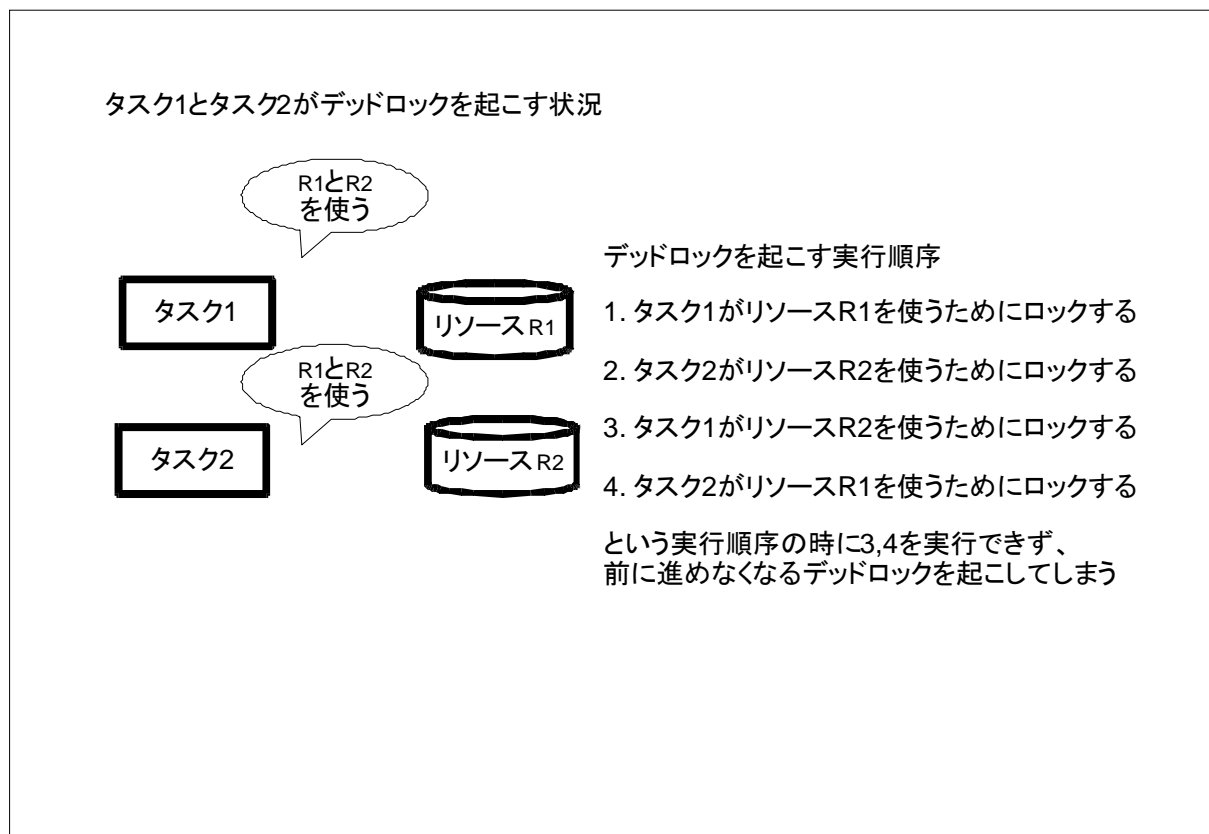 タスク1とタスク2がデッドロックを起こす状況
R1とR2
を使う
タスク1
リソースR1
R1とR2
を使う
タスク2
リソースR2
デッドロックを起こす実行順序
1. タスク1がリソースR1を使うためにロックする
2. タスク2がリソースR2を使うためにロックする
3. タスク1がリソースR2を使うためにロックする
4. タスク2がリソースR1を使うためにロックする
という実行順序の時に3,4を実行できず、
前に進めなくなるデッドロックを起こしてしまう